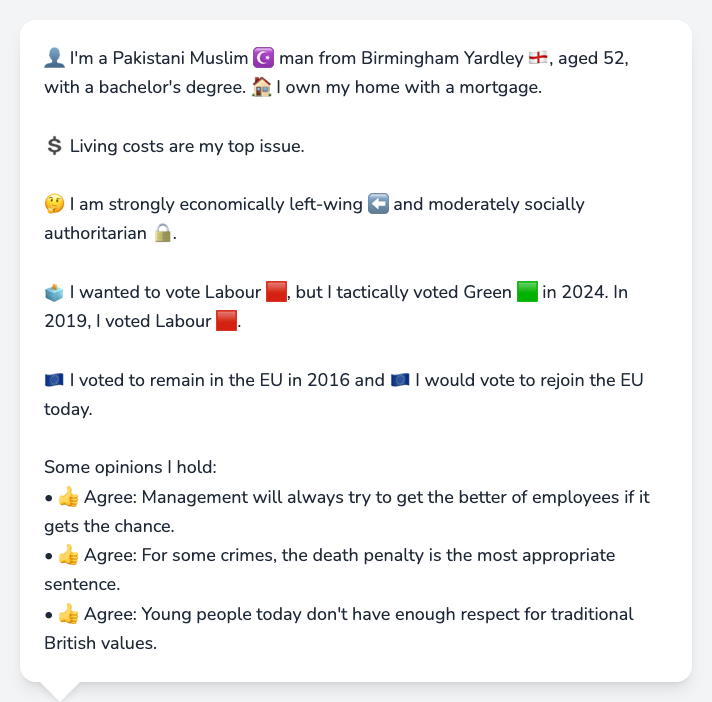 👤 I'm a Pakistani Muslim ☪️ man from Birmingham Yardley 🏴󠁧󠁢󠁥󠁮󠁧󠁿, aged 52,
with a bachelor's degree. 🏠 I own my home with a mortgage.
💲 Living costs are my top issue.
🤔 I am strongly economically left-wing ⬅️ and moderately socially
authoritarian 🔒.
🗳️ I wanted to vote Labour 🟥, but I tactically voted Green 🟩 in 2024. In
2019, I voted Labour 🟥.
🇪🇺 I voted to remain in the EU in 2016 and 🇪🇺 I would vote to rejoin the EU
today.
Some opinions I hold:
• 👍 Agree: Management will always try to get the better of employees if it
gets the chance.
• 👍 Agree: For some crimes, the death penalty is the most appropriate
sentence.
• 👍 Agree: Young people today don't have enough respect for traditional
British values.